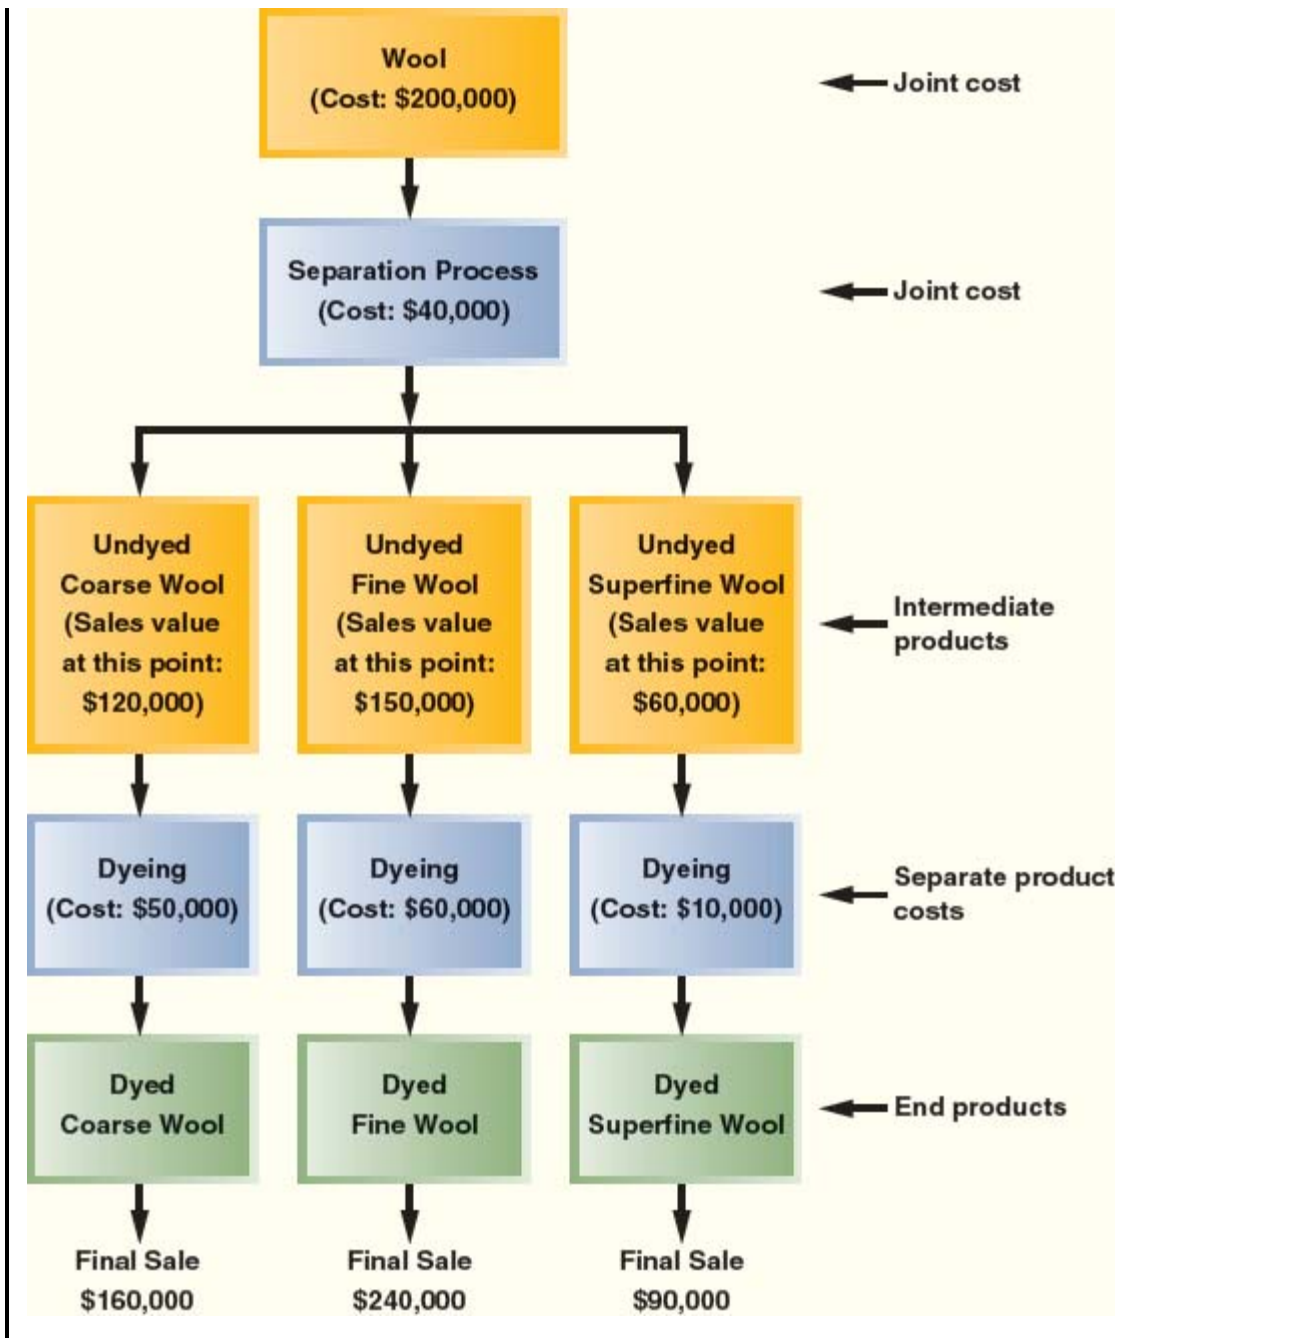 Wool
(Cost: $200,000)
Joint cost
Separation Process
(Cost: $40,000)
Joint cost
Undyed
Coarse Wool
(Sales value
at this point:
$120,000)
Undyed
Fine Wool
(Sales value
at this point:
$150,000)
Undyed
Superfine Wool
(Sales value
at this point:
$60,000)
Intermediate
products
Dyeing
(Cost: $50,000)
Dyeing
(Cost: $60,000)
Dyeing
(Cost: $10,000)
Separate product
costs
Dyed
Coarse Wool
Dyed
Fine Wool
Dyed
Superfine Wool
End products
Final Sale
$160,000
Final Sale
$240,000
Final Sale
$90,000